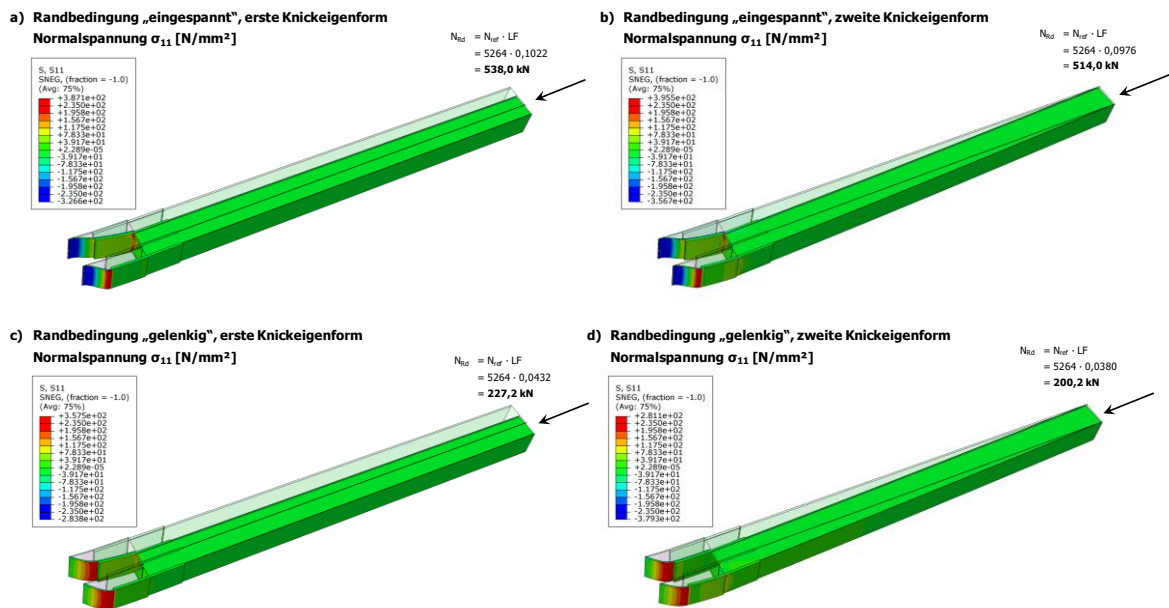 a) Randbedingung „eingespannt“, erste Knickeigenform
Normalspannung σ11 [N/mm²]
NRd = Nref · LF
= 5264 · 0,1022
= 538,0 kN
S, S11
SNEG, (fraction = -1.0)
(Avg: 75%)
+3.871e+02
+2.350e+02
+1.958e+02
+1.567e+02
+1.175e+02
+7.833e+01
+3.917e+01
+2.289e-05
-3.917e+01
-7.833e+01
-1.175e+02
-1.567e+02
-1.958e+02
-2.350e+02
-3.266e+02
b) Randbedingung „eingespannt“, zweite Knickeigenform
Normalspannung σ11 [N/mm²]
NRd = Nref · LF
= 5264 · 0,0976
= 514,0 kN
S, S11
SNEG, (fraction = -1.0)
(Avg: 75%)
+3.955e+02
+2.350e+02
+1.958e+02
+1.567e+02
+1.175e+02
+7.833e+01
+3.917e+01
+2.289e-05
-3.917e+01
-7.833e+01
-1.175e+02
-1.567e+02
-1.958e+02
-2.350e+02
-3.567e+02
c) Randbedingung „gelenkig“, erste Knickeigenform
Normalspannung σ11 [N/mm²]
NRd = Nref · LF
= 5264 · 0,0432
= 227,2 kN
S, S11
SNEG, (fraction = -1.0)
(Avg: 75%)
+3.575e+02
+2.350e+02
+1.958e+02
+1.567e+02
+1.175e+02
+7.833e+01
+3.917e+01
+2.289e-05
-3.917e+01
-7.833e+01
-1.175e+02
-1.567e+02
-1.958e+02
-2.350e+02
-2.838e+02
d) Randbedingung „gelenkig“, zweite Knickeigenform
Normalspannung σ11 [N/mm²]
NRd = Nref · LF
= 5264 · 0,0380
= 200,2 kN
S, S11
SNEG, (fraction = -1.0)
(Avg: 75%)
+2.811e+02
+2.350e+02
+1.958e+02
+1.567e+02
+1.175e+02
+7.833e+01
+3.917e+01
+2.289e-05
-3.917e+01
-7.833e+01
-1.175e+02
-1.567e+02
-1.958e+02
-2.350e+02
-3.793e+02